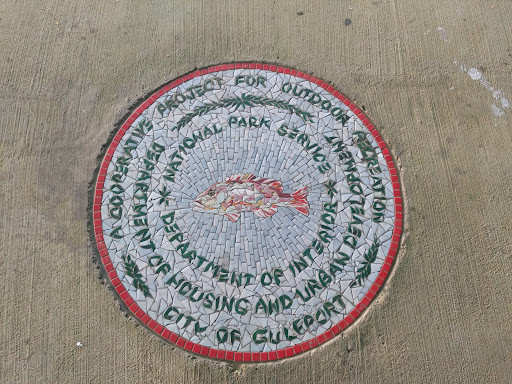 A COOPERATIVE PROJECT FOR OUTDOOR RECREATION
NATIONAL PARK SERVICE
DEPARTMENT OF INTERIOR
DEPARTMENT OF HOUSING AND URBAN DEVELOPMENT
CITY OF GULFPORT